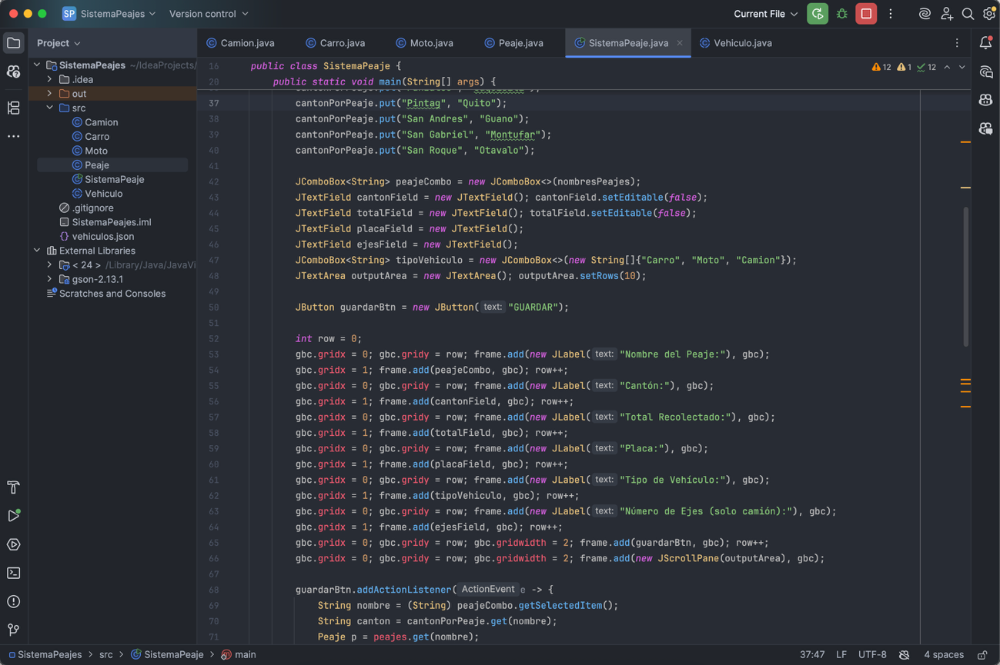 SP SistemaPeajes Version control Current File
Project
Camion.java Carro.java Moto.java Peaje.java SistemaPeaje.java Vehiculo.java
SistemaPeajes ~/IdeaProjects/
.idea
out
src
Camion
Carro
Moto
Peaje
SistemaPeaje
Vehiculo
.gitignore
SistemaPeajes.iml
vehiculos.json
External Libraries
< 24 > /Library/Java/JavaVi
gson-2.13.1
Scratches and Consoles
12 1 12
16 public class SistemaPeaje {
20 public static void main(String[] args) {
37 cantonPorPeaje.put("Pintag", "Quito");
38 cantonPorPeaje.put("San Andres", "Guano");
39 cantonPorPeaje.put("San Gabriel", "Montufar");
40 cantonPorPeaje.put("San Roque", "Otavalo");
41
42 JComboBox<String> peajeCombo = new JComboBox<>(nombresPeajes);
43 JTextField cantonField = new JTextField(); cantonField.setEditable(false);
44 JTextField totalField = new JTextField(); totalField.setEditable(false);
45 JTextField placaField = new JTextField();
46 JTextField ejesField = new JTextField();
47 JComboBox<String> tipoVehiculo = new JComboBox<>(new String[]{"Carro", "Moto", "Camion"});
48 JTextArea outputArea = new JTextArea(); outputArea.setRows(10);
49
50 JButton guardarBtn = new JButton( text: "GUARDAR");
51
52 int row = 0;
53 gbc.gridx = 0; gbc.gridy = row; frame.add(new JLabel( text: "Nombre del Peaje:"), gbc);
54 gbc.gridx = 1; frame.add(peajeCombo, gbc); row++;
55 gbc.gridx = 0; gbc.gridy = row; frame.add(new JLabel( text: "Cantón:"), gbc);
56 gbc.gridx = 1; frame.add(cantonField, gbc); row++;
57 gbc.gridx = 0; gbc.gridy = row; frame.add(new JLabel( text: "Total Recolectado:"), gbc);
58 gbc.gridx = 1; frame.add(totalField, gbc); row++;
59 gbc.gridx = 0; gbc.gridy = row; frame.add(new JLabel( text: "Placa:"), gbc);
60 gbc.gridx = 1; frame.add(placaField, gbc); row++;
61 gbc.gridx = 0; gbc.gridy = row; frame.add(new JLabel( text: "Tipo de Vehículo:"), gbc);
62 gbc.gridx = 1; frame.add(tipoVehiculo, gbc); row++;
63 gbc.gridx = 0; gbc.gridy = row; frame.add(new JLabel( text: "Número de Ejes (solo camión):"), gbc);
64 gbc.gridx = 1; frame.add(ejesField, gbc); row++;
65 gbc.gridx = 0; gbc.gridy = row; gbc.gridwidth = 2; frame.add(guardarBtn, gbc); row++;
66 gbc.gridx = 0; gbc.gridy = row; gbc.gridwidth = 2; frame.add(new JScrollPane(outputArea), gbc);
67
68 guardarBtn.addActionListener( ActionEvent e -> {
69 String nombre = (String) peajeCombo.getSelectedItem();
70 String canton = cantonPorPeaje.get(nombre);
71 Peaje p = peajes.get(nombre);
SistemaPeajes > src > SistemaPeaje > main 37:47 LF UTF-8 4 spaces